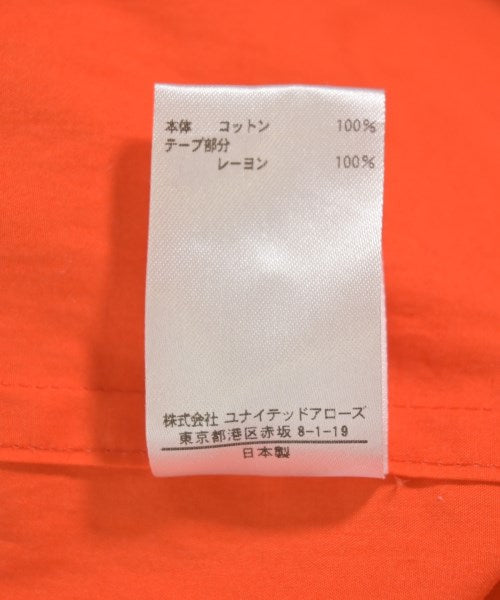 本体 コットン 100%
テープ部分
レーヨン 100%
株式会社 ユナイテッドアローズ
東京都港区赤坂 8-1-19
日本製